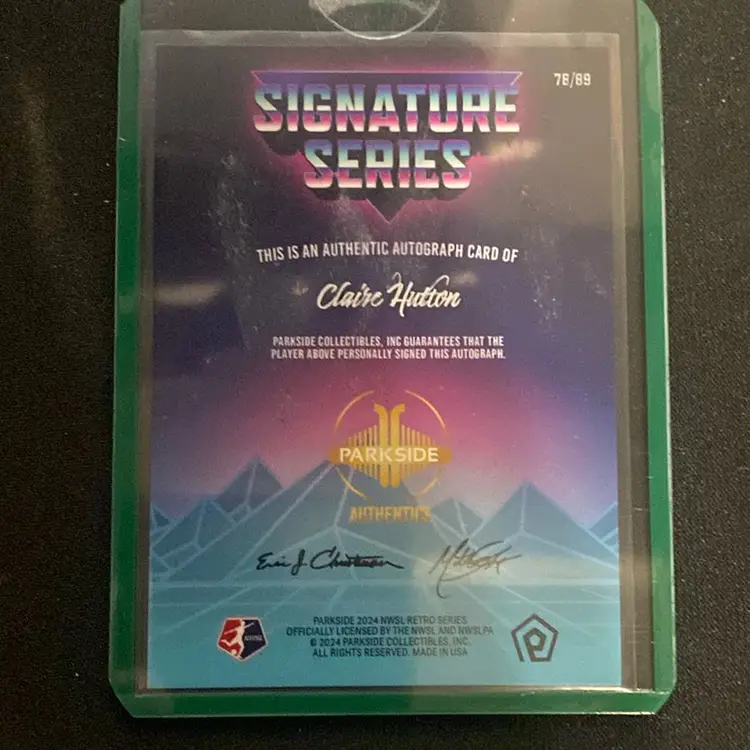 78/89
SIGNATURE
SERIES
THIS IS AN AUTHENTIC AUTOGRAPH CARD OF
Claire Hutton
PARKSIDE COLLECTIBLES, INC GUARANTEES THAT THE
PLAYER ABOVE PERSONALLY SIGNED THIS AUTOGRAPH.
PARKSIDE
AUTHENTICS
NWSL
PARKSIDE 2024 NWSL RETRO SERIES
OFFICIALLY LICENSED BY THE NWSL AND NWSLPA
© 2024 PARKSIDE COLLECTIBLES, INC.
ALL RIGHTS RESERVED. MADE IN USA